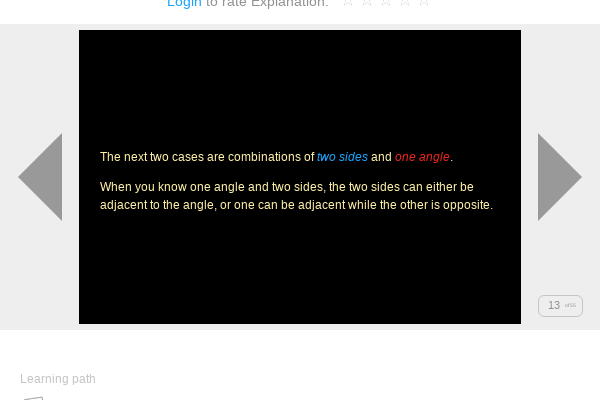 Login to rate Explanation:
The next two cases are combinations of two sides and one angle.
When you know one angle and two sides, the two sides can either be
adjacent to the angle, or one can be adjacent while the other is opposite.
13 of 55
Learning path